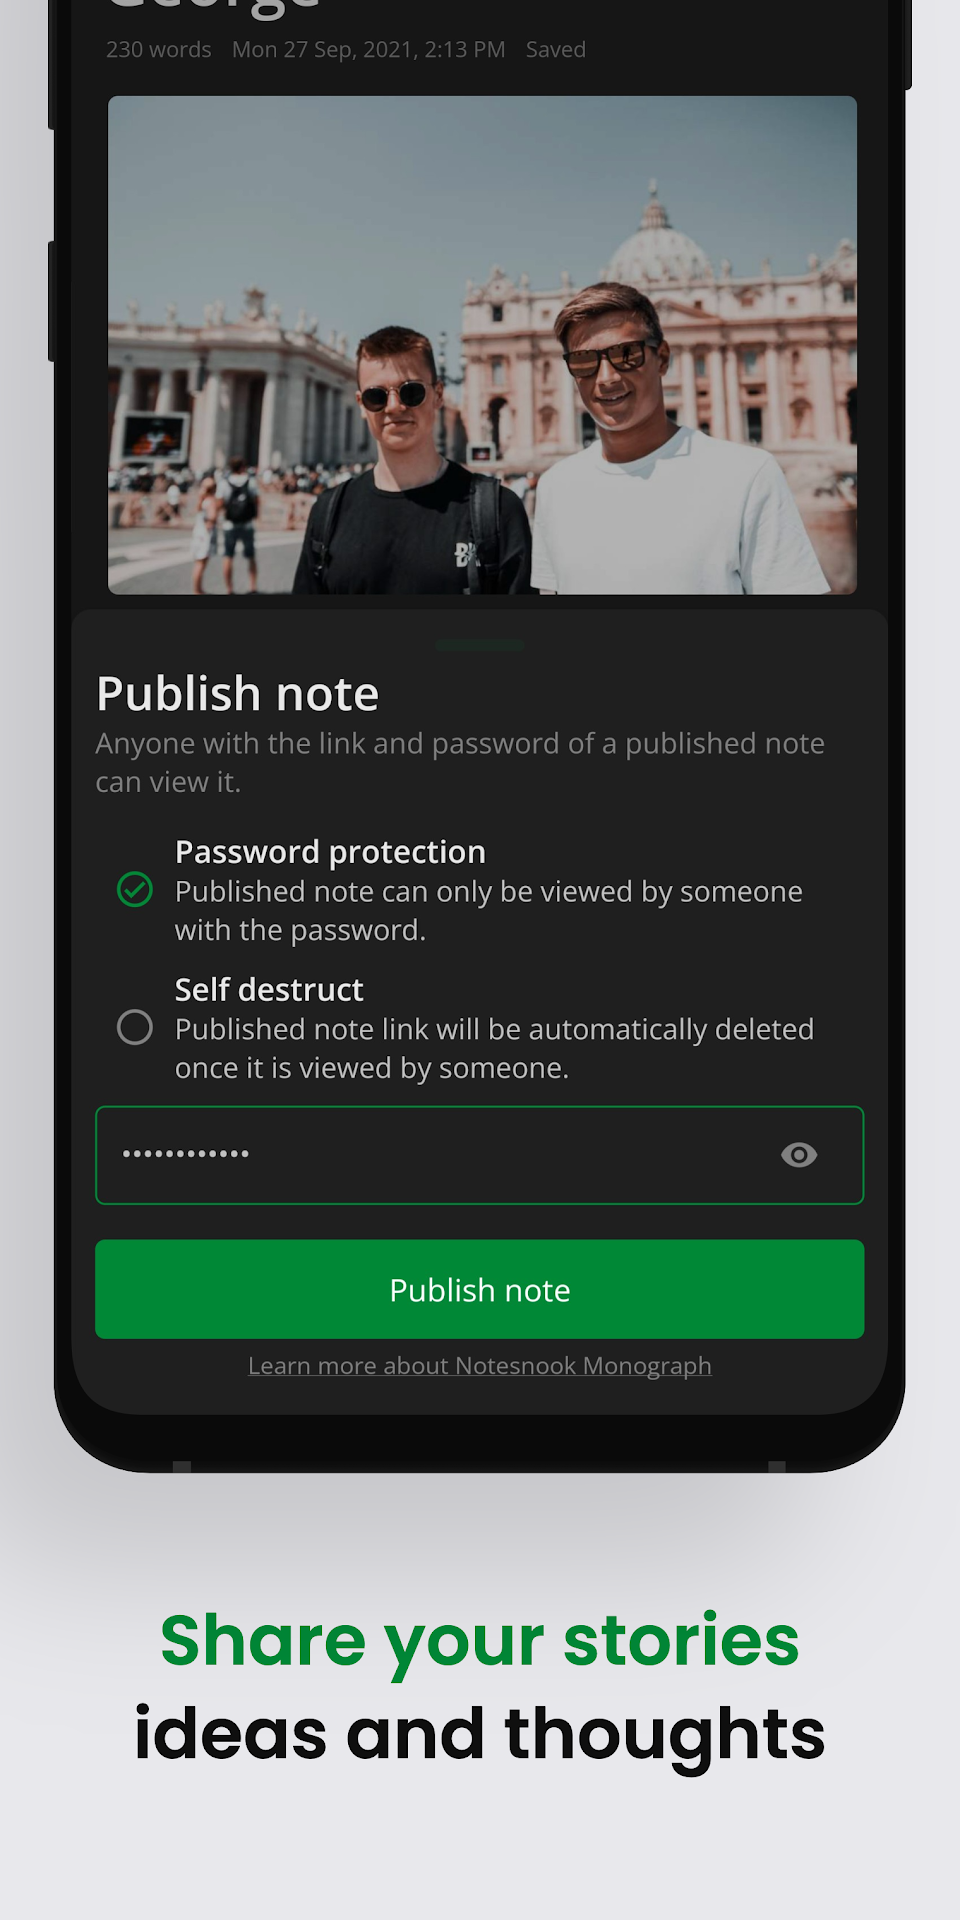 George
230 words Mon 27 Sep, 2021, 2:13 PM Saved
Publish note
Anyone with the link and password of a published note
can view it.
Password protection
Published note can only be viewed by someone
with the password.
Self destruct
Published note link will be automatically deleted
once it is viewed by someone.
••••••••••••
Publish note
Learn more about Notesnook Monograph
Share your stories
ideas and thoughts